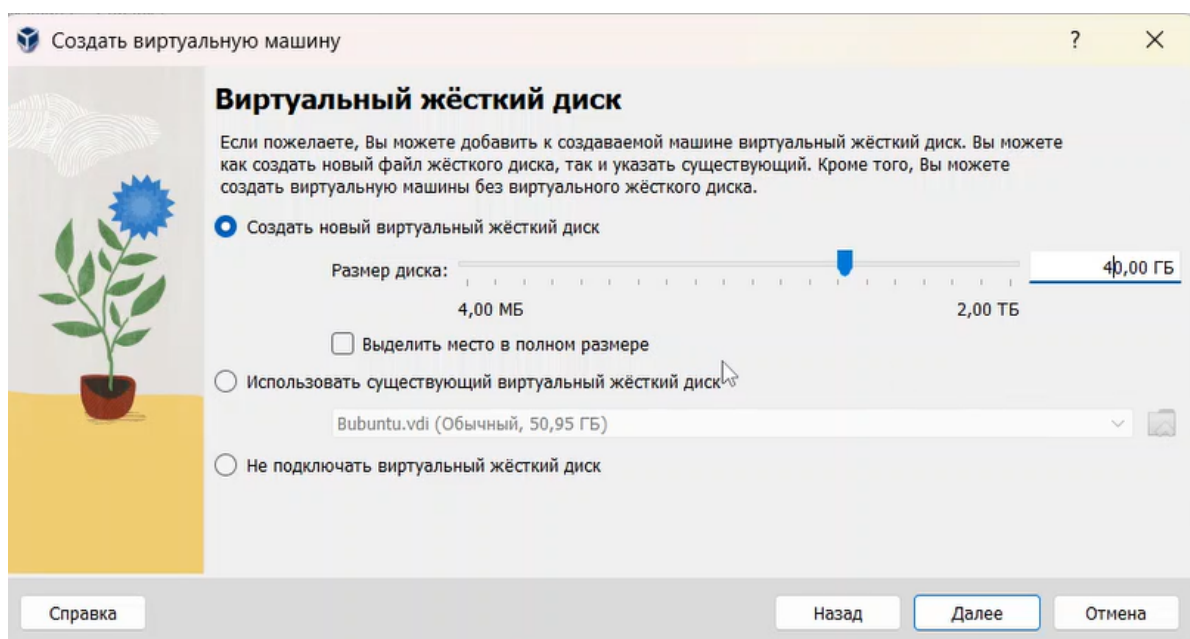 Создать виртуальную машину
?
Виртуальный жёсткий диск
Если пожелаете, Вы можете добавить к создаваемой машине виртуальный жёсткий диск. Вы можете
как создать новый файл жёсткого диска, так и указать существующий. Кроме того, Вы можете
создать виртуальную машины без виртуального жёсткого диска.
Создать новый виртуальный жёсткий диск
Размер диска:
40,00 ГБ
4,00 МБ
2,00 ТБ
Выделить место в полном размере
Использовать существующий виртуальный жёсткий диск
Bubuntu.vdi (Обычный, 50,95 ГБ)
Не подключать виртуальный жёсткий диск
Справка
Назад
Далее
Отмена